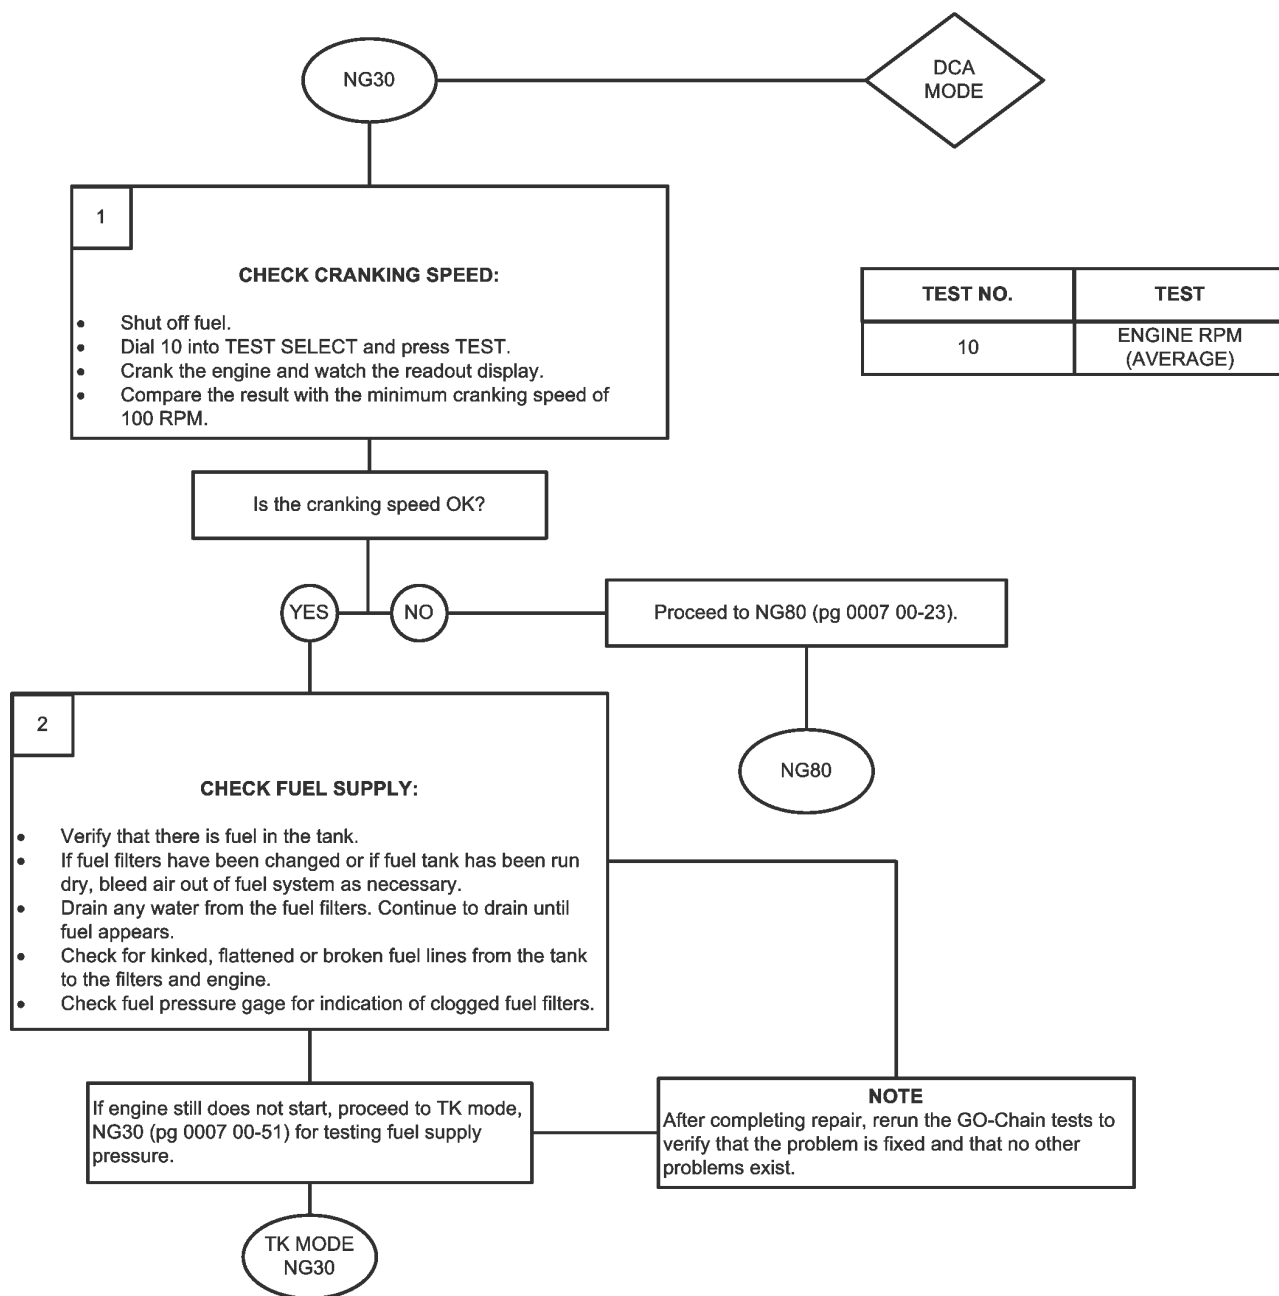 NG30
DCA
MODE
1
CHECK CRANKING SPEED:
• Shut off fuel.
• Dial 10 into TEST SELECT and press TEST.
• Crank the engine and watch the readout display.
• Compare the result with the minimum cranking speed of
100 RPM.
TEST NO. TEST
10 ENGINE RPM
(AVERAGE)
Is the cranking speed OK?
YES NO
Proceed to NG80 (pg 0007 00-23).
NG80
2
CHECK FUEL SUPPLY:
• Verify that there is fuel in the tank.
• If fuel filters have been changed or if fuel tank has been run
dry, bleed air out of fuel system as necessary.
• Drain any water from the fuel filters. Continue to drain until
fuel appears.
• Check for kinked, flattened or broken fuel lines from the tank
to the filters and engine.
• Check fuel pressure gage for indication of clogged fuel filters.
If engine still does not start, proceed to TK mode,
NG30 (pg 0007 00-51) for testing fuel supply
pressure.
NOTE
After completing repair, rerun the GO-Chain tests to
verify that the problem is fixed and that no other
problems exist.
TK MODE
NG30